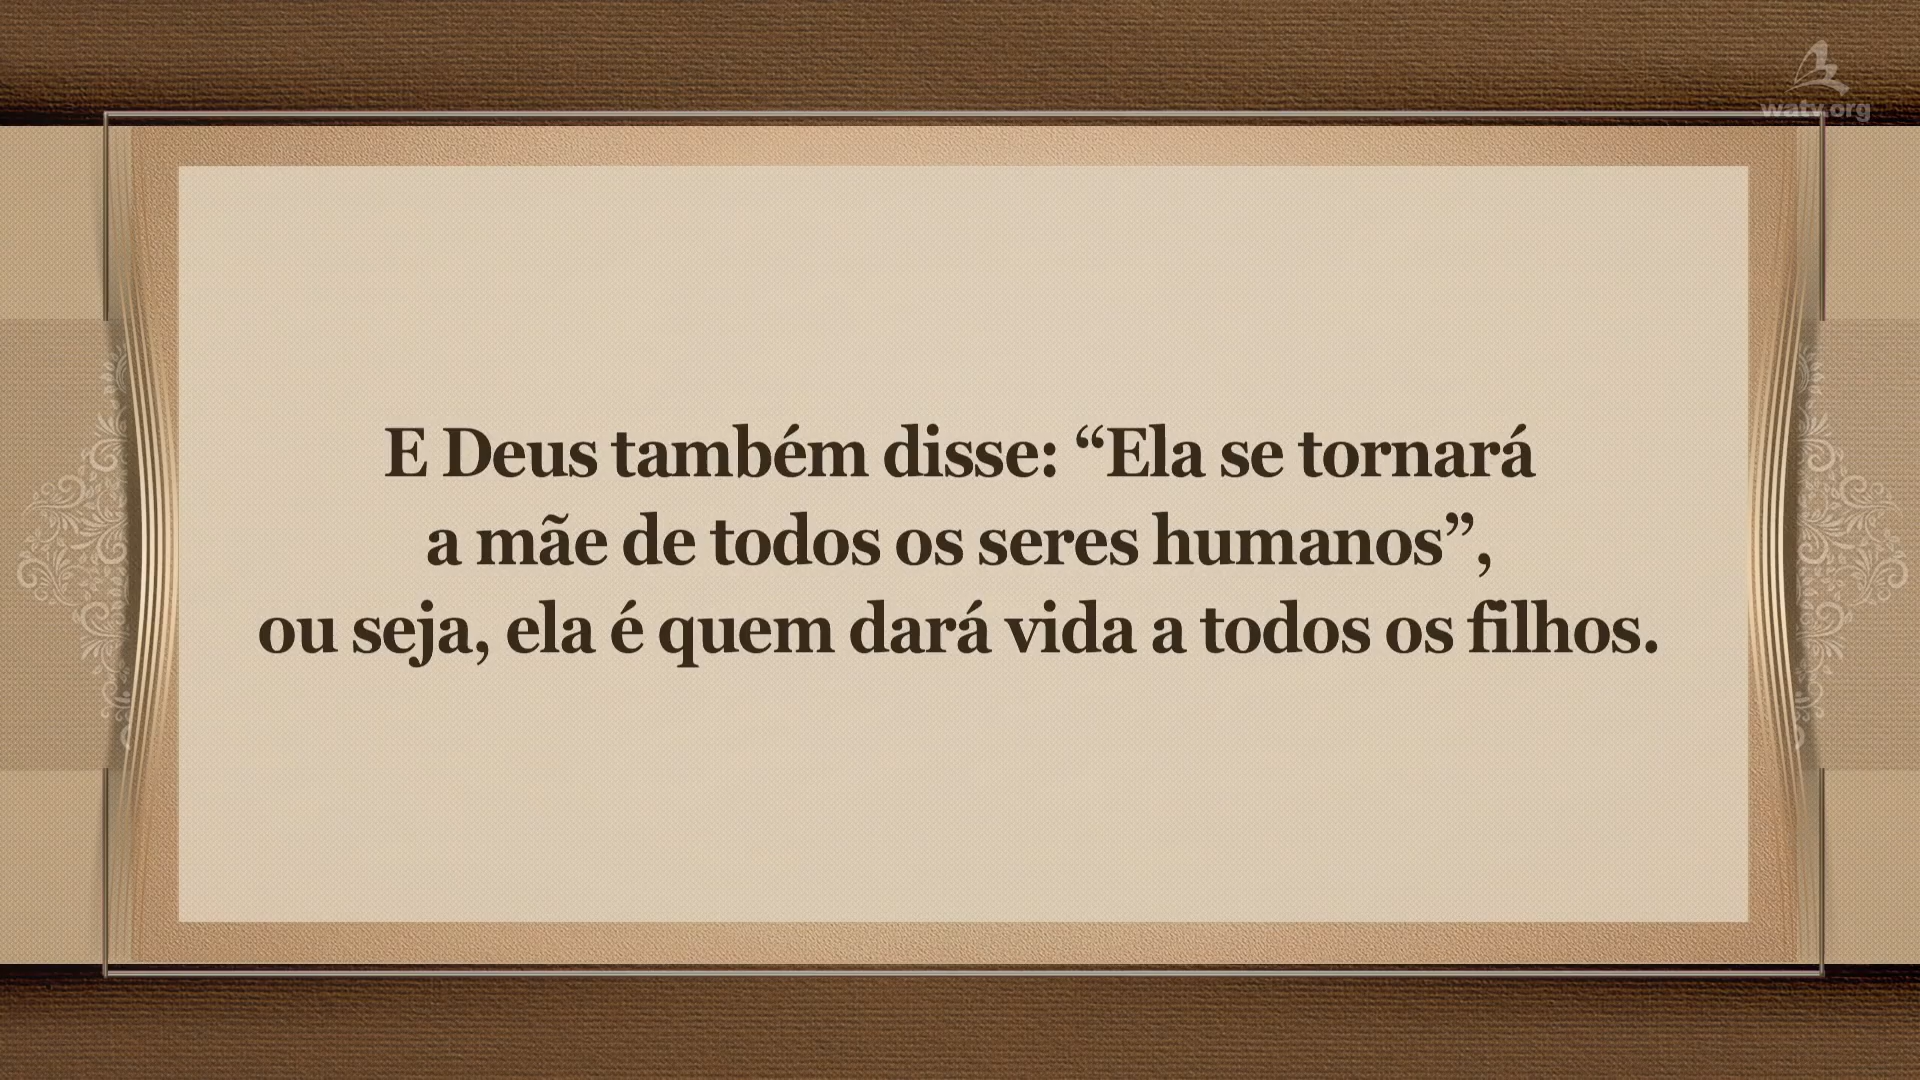 watv.org
E Deus também disse: “Ela se tornará
a mãe de todos os seres humanos”,
ou seja, ela é quem dará vida a todos os filhos.